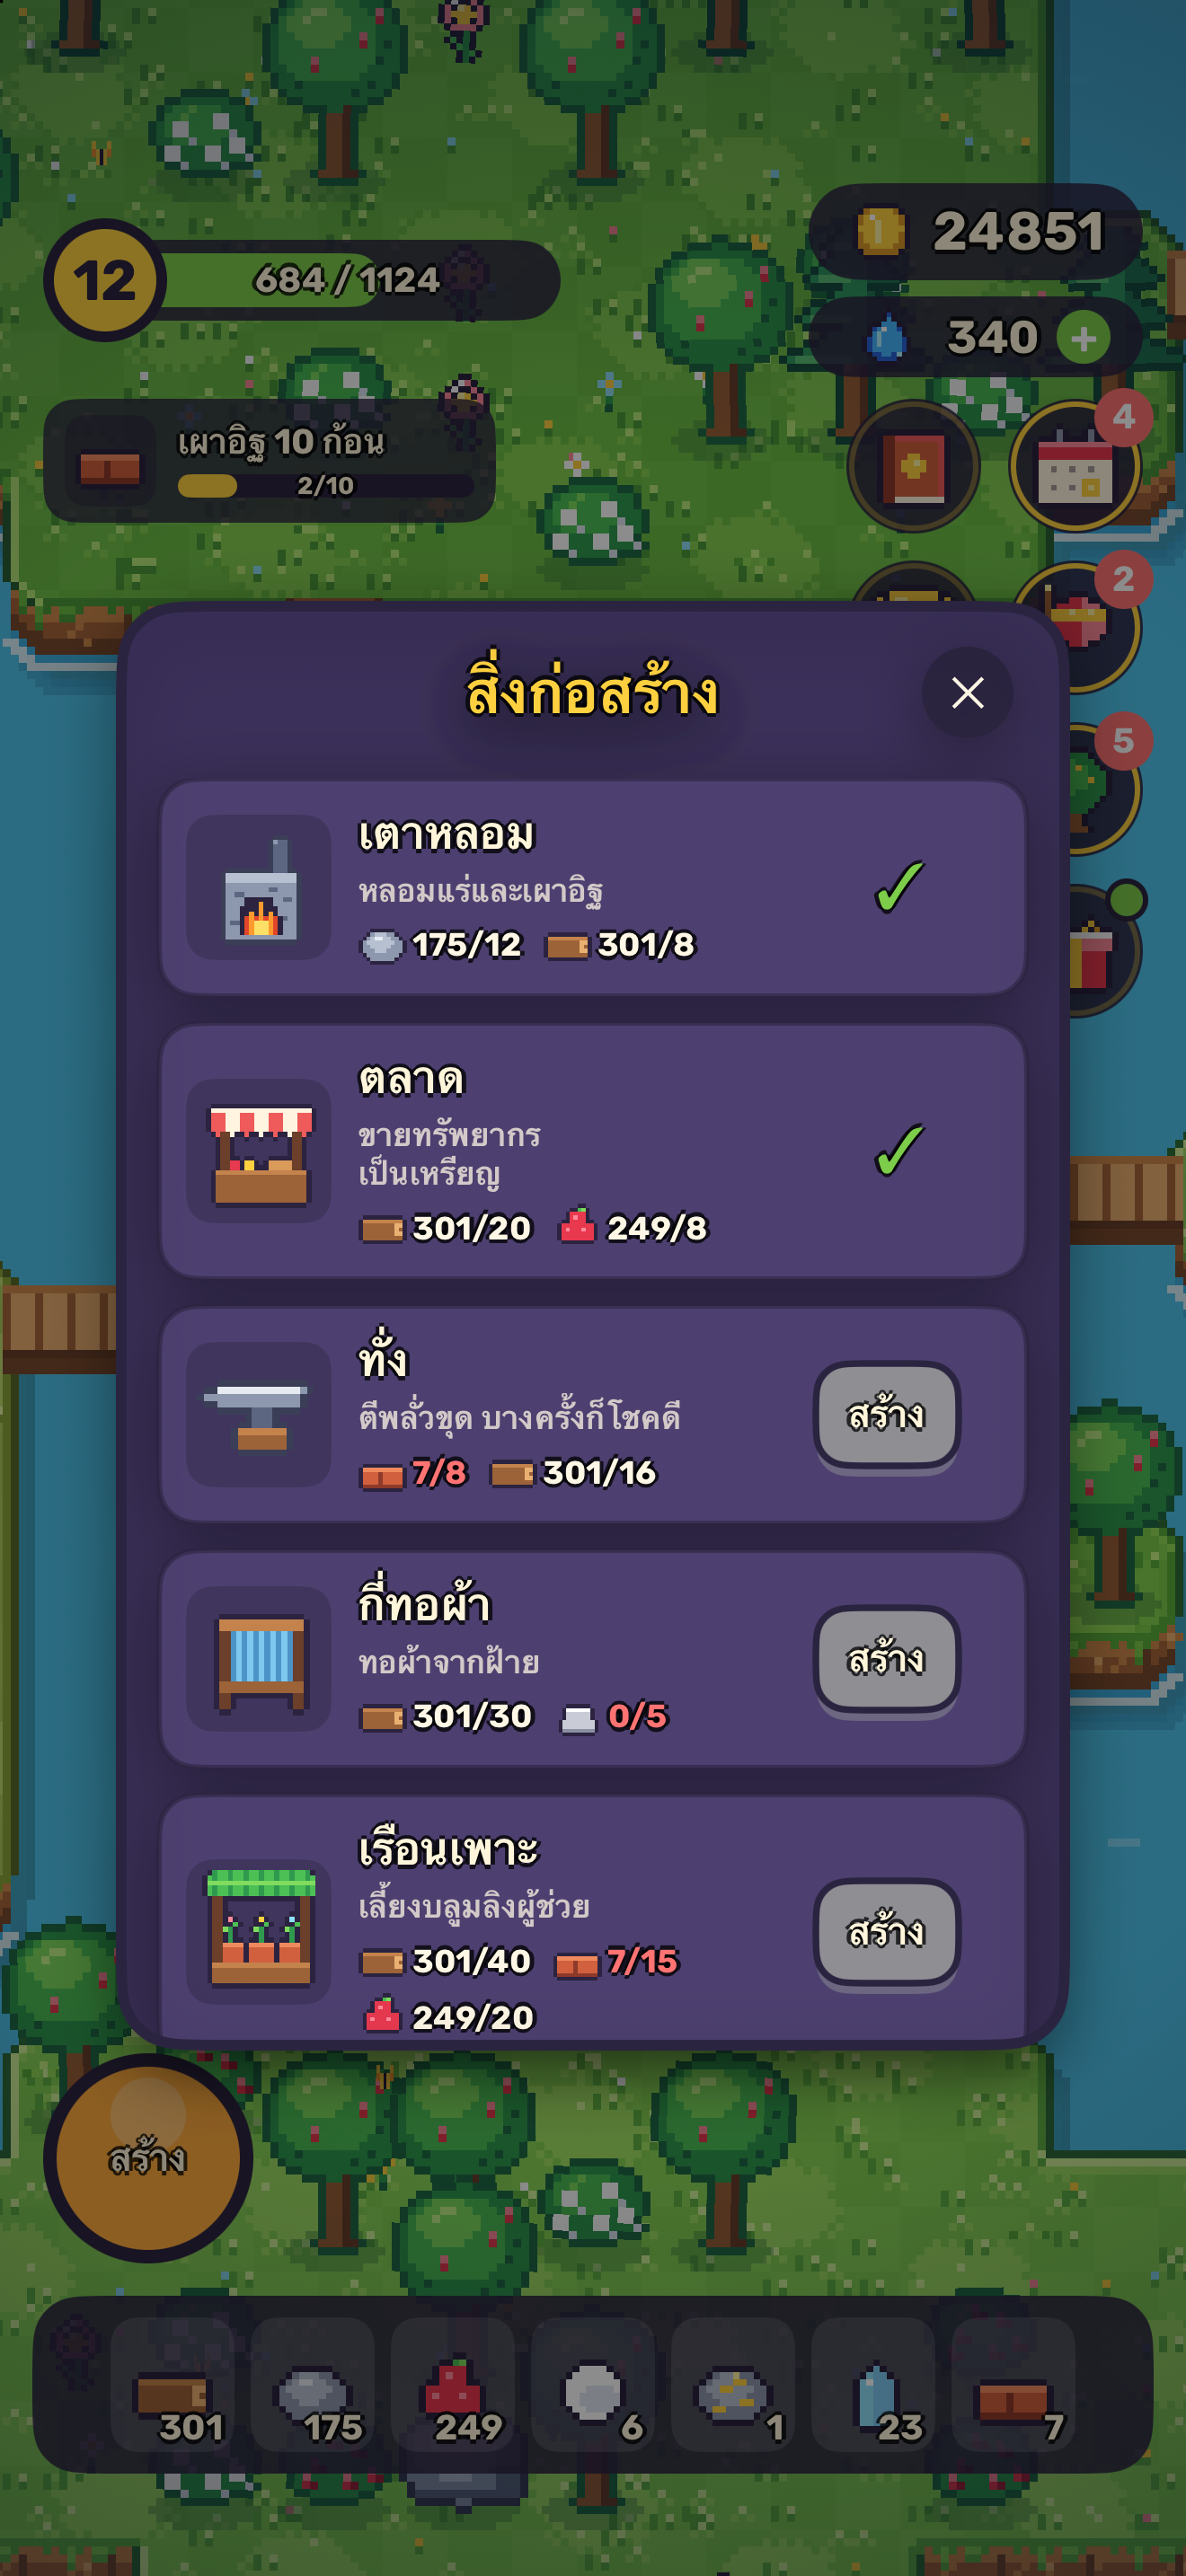 24851
12
684 / 1124
340
เผาอิฐ 10 ก้อน
2/10
4
2
5
สิ่งก่อสร้าง
เตาหลอม
หลอมแร่และเผาอิฐ
175/12 301/8
ตลาด
ขายทรัพยากร
เป็นเหรียญ
301/20 249/8
ทั่ง
ตีพลั่วขุด บางครั้งก็โชคดี
7/8 301/16
สร้าง
กี่ทอผ้า
ทอผ้าจากฝ้าย
301/30 0/5
สร้าง
เรือนเพาะ
เลี้ยงบลูมลิงผู้ช่วย
301/40 7/15
249/20
สร้าง
สร้าง
301 175 249 6 1 23 7